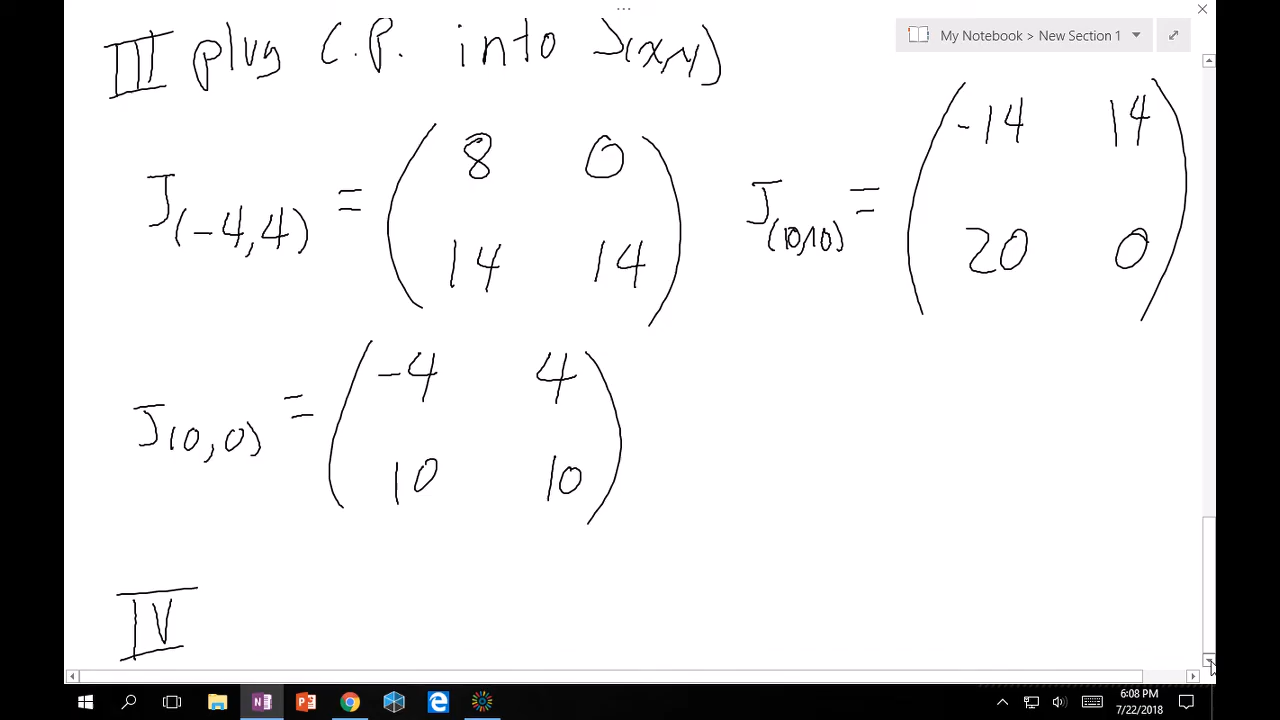 My Notebook > New Section 1
III plug C.P. into J(x,y)
J(-4,4) = ( 8 0
14 14 )
J(10,10) = ( -14 14
20 0 )
J(0,0) = ( -4 4
10 10 )
IV
6:08 PM
7/22/2018